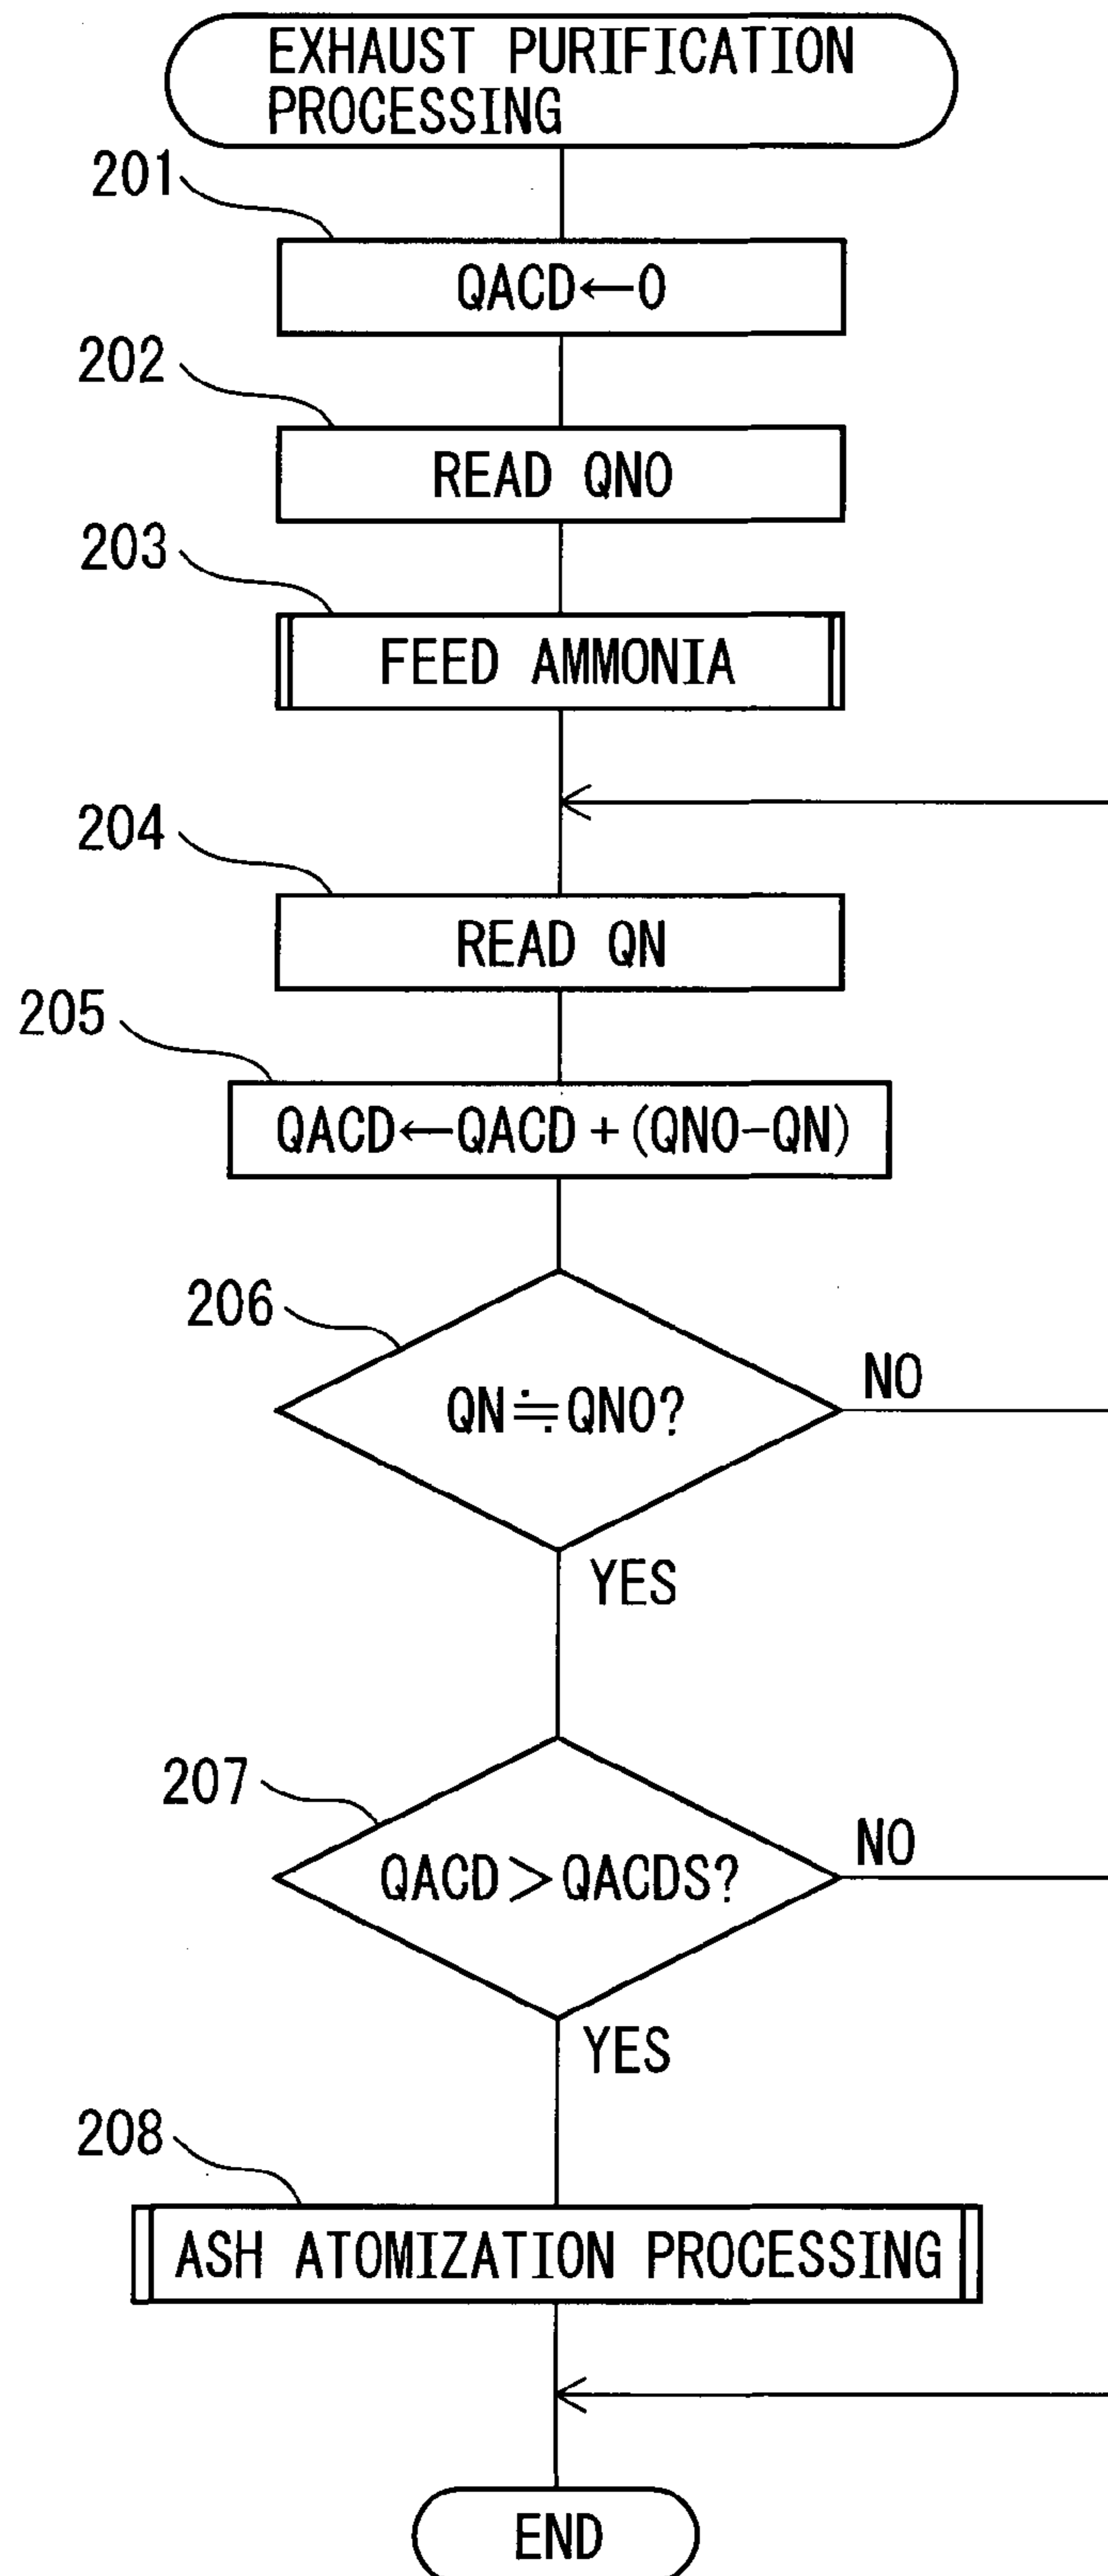 EXHAUST PURIFICATION
PROCESSING
201
QACD←0
202
READ QNO
203
FEED AMMONIA
204
READ QN
205
QACD←QACD+(QNO-QN)
206
QN≒QNO?
NO
YES
207
QACD>QACDS?
NO
YES
208
ASH ATOMIZATION PROCESSING
END